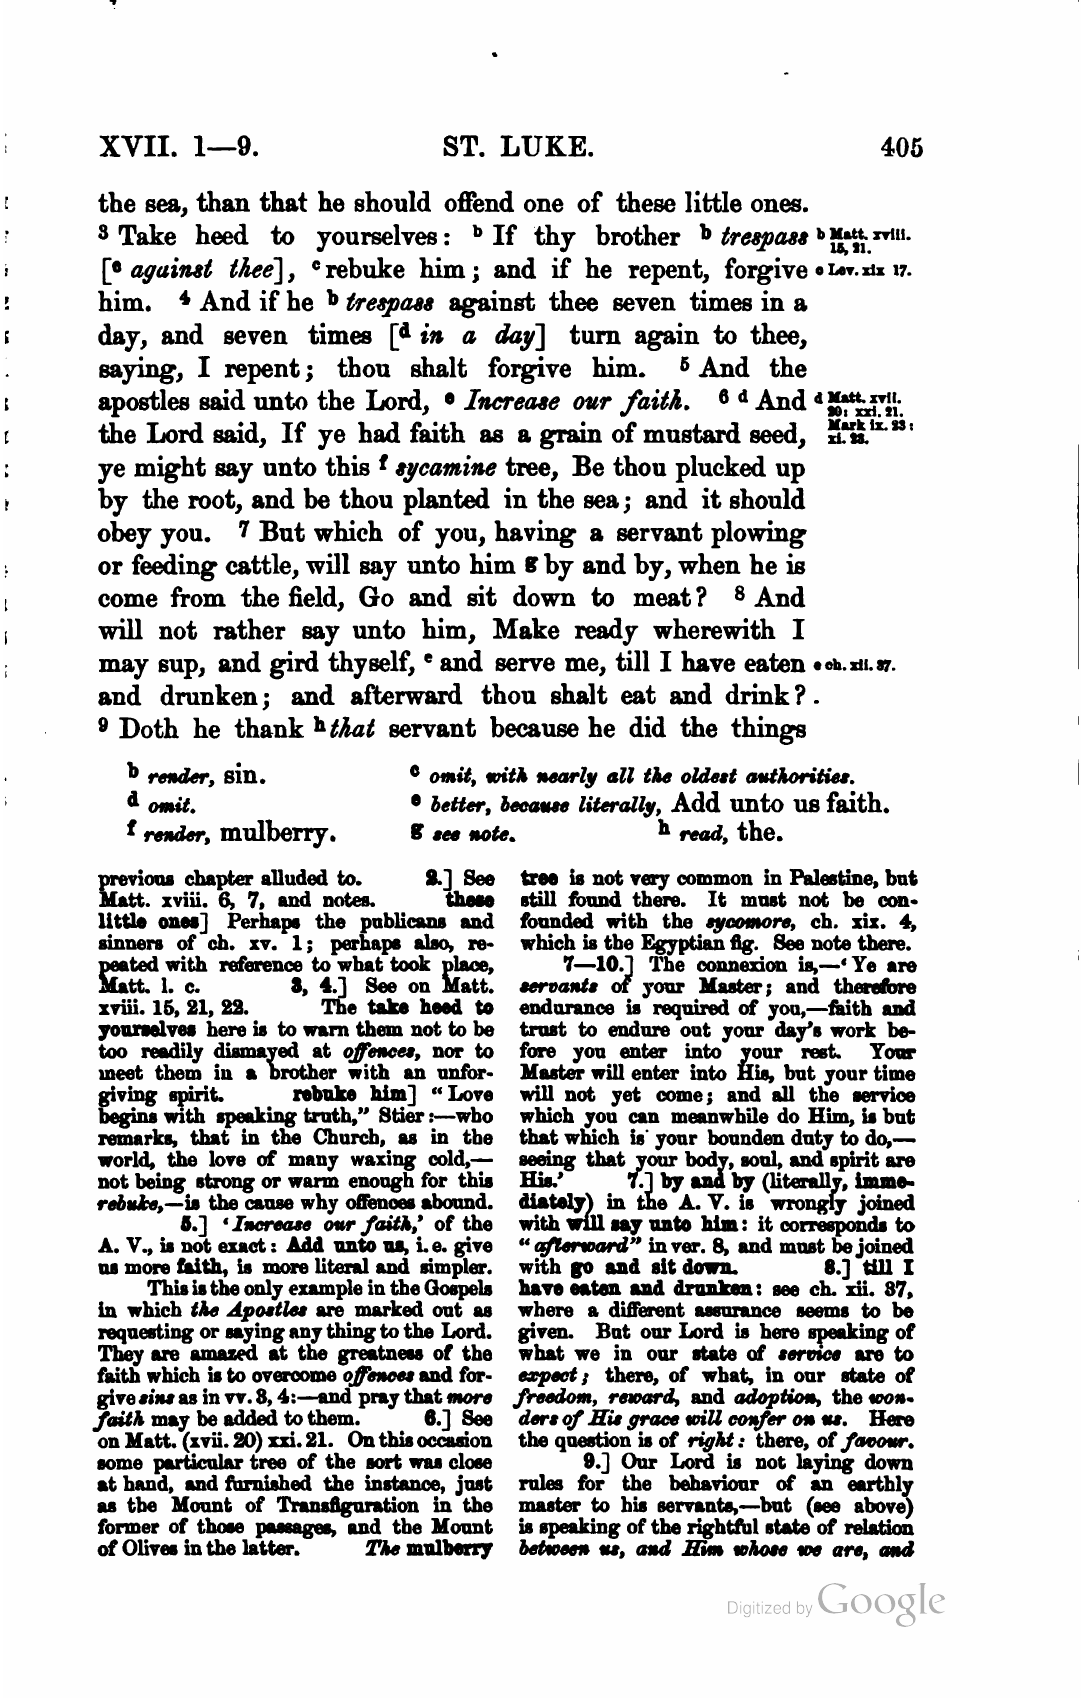 XVII. 1—9. ST. LUKE. 405
the sea, than that he should offend one of these little ones.
3 Take heed to yourselves: b If thy brother b trespass
[c against thee], c rebuke him; and if he repent, forgive
him. 4 And if he b trespass against thee seven times in a
day, and seven times [d in a day] turn again to thee,
saying, I repent; thou shalt forgive him. 5 And the
apostles said unto the Lord, e Increase our faith. 6 d And
the Lord said, If ye had faith as a grain of mustard seed,
ye might say unto this f sycamine tree, Be thou plucked up
by the root, and be thou planted in the sea; and it should
obey you. 7 But which of you, having a servant plowing
or feeding cattle, will say unto him g by and by, when he is
come from the field, Go and sit down to meat? 8 And
will not rather say unto him, Make ready wherewith I
may sup, and gird thyself, e and serve me, till I have eaten
and drunken; and afterward thou shalt eat and drink?
9 Doth he thank h that servant because he did the things
b Matt. xviii.
15, 21.
c Lev. xix 17.
d Matt. xvii.
20: xxi. 21.
Mark ix. 23:
xi. 23.
e ch. xii. 37.
b render, sin. c omit, with nearly all the oldest authorities.
d omit. e better, because literally, Add unto us faith.
f render, mulberry. g see note. h read, the.
previous chapter alluded to. 2.] See
Matt. xviii. 6, 7, and notes. these
little ones] Perhaps the publicans and
sinners of ch. xv. 1; perhaps also, re-
peated with reference to what took place,
Matt. l. c. 3, 4.] See on Matt.
xviii. 15, 21, 22. The take heed to
yourselves here is to warn them not to be
too readily dismayed at offences, nor to
meet them in a brother with an unfor-
giving spirit. rebuke him] "Love
begins with speaking truth," Stier:—who
remarks, that in the Church, as in the
world, the love of many waxing cold,—
not being strong or warm enough for this
rebuke,—is the cause why offences abound.
5.] 'Increase our faith,' of the
A. V., is not exact: Add unto us, i. e. give
us more faith, is more literal and simpler.
This is the only example in the Gospels
in which the Apostles are marked out as
requesting or saying any thing to the Lord.
They are amazed at the greatness of the
faith which is to overcome offences and for-
give sins as in vv. 3, 4:—and pray that more
faith may be added to them. 6.] See
on Matt. (xvii. 20) xxi. 21. On this occasion
some particular tree of the sort was close
at hand, and furnished the instance, just
as the Mount of Transfiguration in the
former of those passages, and the Mount
of Olives in the latter. The mulberry
tree is not very common in Palestine, but
still found there. It must not be con-
founded with the sycomore, ch. xix. 4,
which is the Egyptian fig. See note there.
7—10.] The connexion is,—'Ye are
servants of your Master; and therefore
endurance is required of you,—faith and
trust to endure out your day's work be-
fore you enter into your rest. Your
Master will enter into His, but your time
will not yet come; and all the service
which you can meanwhile do Him, is but
that which is your bounden duty to do,—
seeing that your body, soul, and spirit are
His.' 7.] by and by (literally, imme-
diately) in the A. V. is wrongly joined
with will say unto him: it corresponds to
"afterward" in ver. 8, and must be joined
with go and sit down. 8.] till I
have eaten and drunken: see ch. xii. 37,
where a different assurance seems to be
given. But our Lord is here speaking of
what we in our state of service are to
expect; there, of what, in our state of
freedom, reward, and adoption, the won-
ders of His grace will confer on us. Here
the question is of right: there, of favour.
9.] Our Lord is not laying down
rules for the behaviour of an earthly
master to his servants,—but (see above)
is speaking of the rightful state of relation
between us, and Him whose we are, and
Digitized by Google